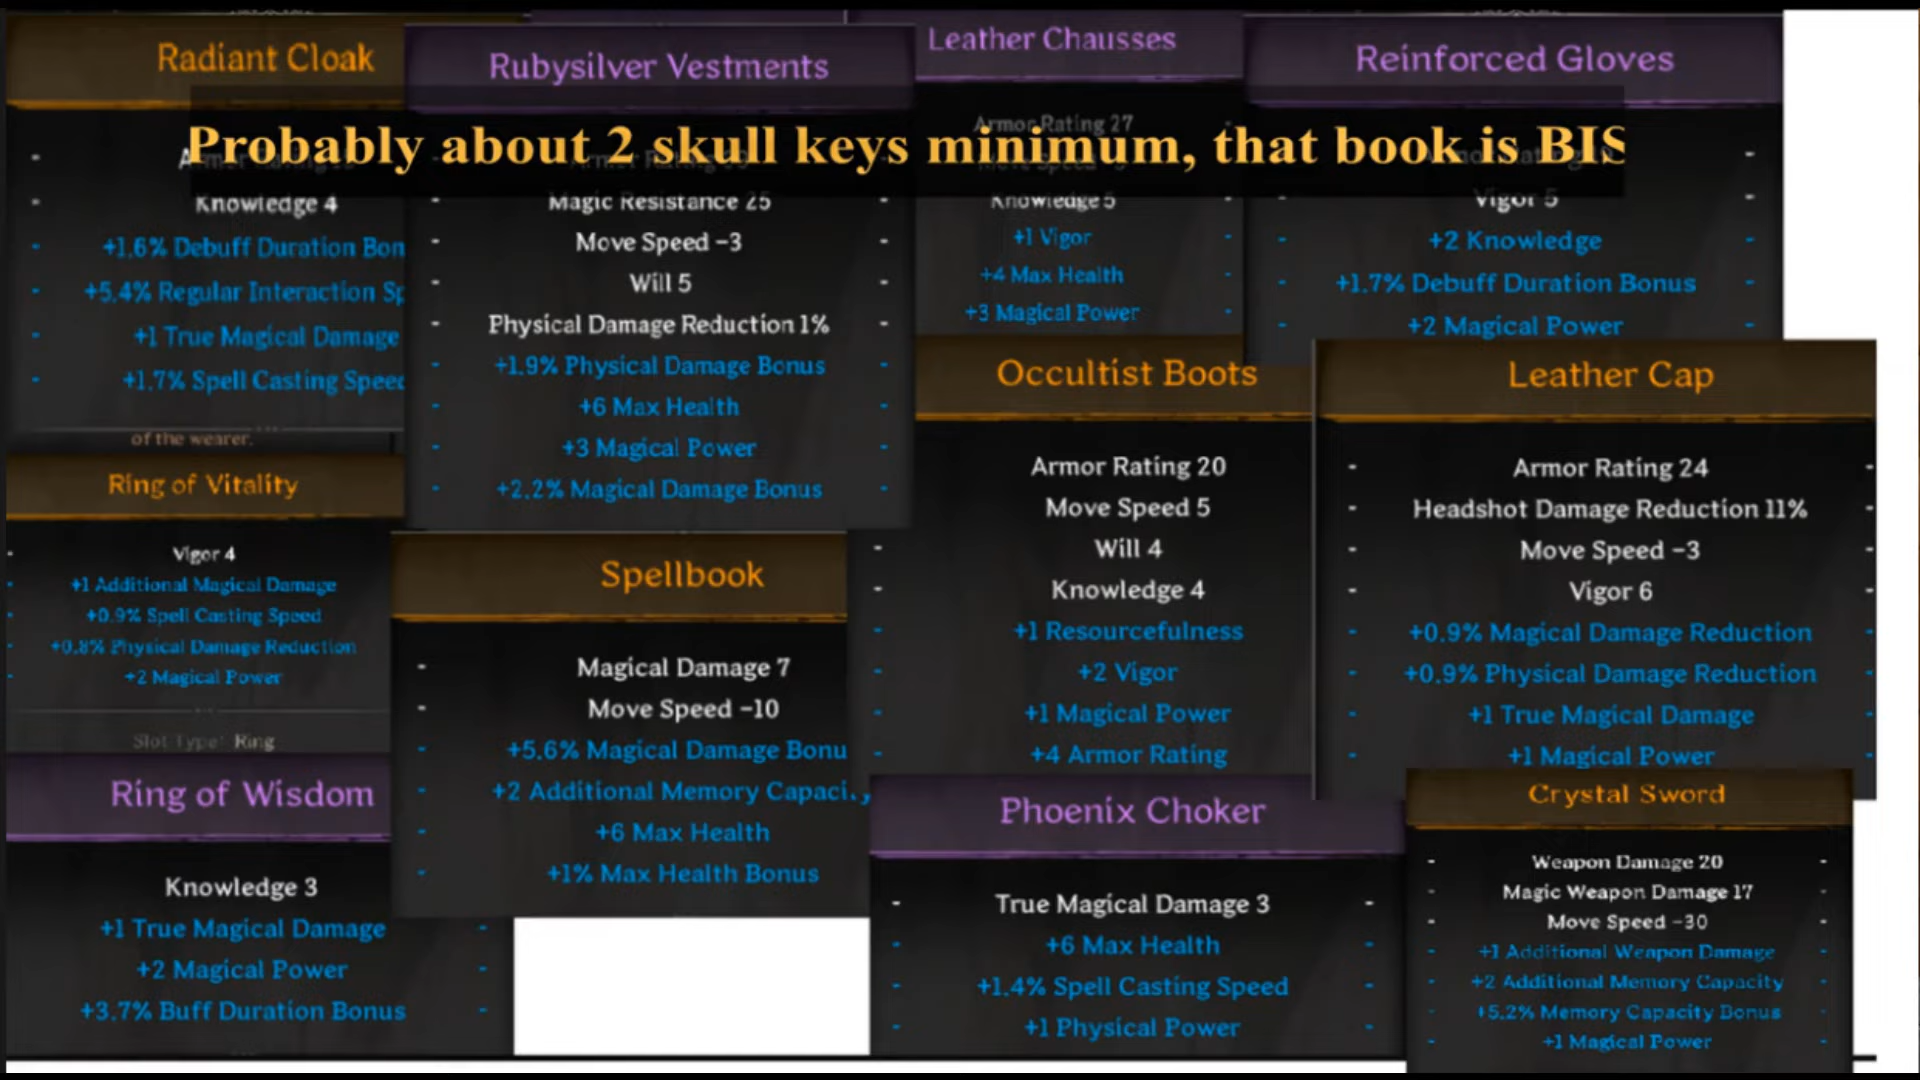 Radiant Cloak
Knowledge 4
+1.6% Debuff Duration Bon
+5.4% Regular Interaction Sp
+1 True Magical Damage
+1.7% Spell Casting Speed
of the wearer.
Rubysilver Vestments
Magic Resistance 25
Move Speed -3
Will 5
Physical Damage Reduction 1%
+1.9% Physical Damage Bonus
+6 Max Health
+3 Magical Power
+2.2% Magical Damage Bonus
Leather Chausses
Armor Rating 27
Knowledge 5
+1 Vigor
+4 Max Health
+3 Magical Power
Reinforced Gloves
Vigor 5
+2 Knowledge
+1.7% Debuff Duration Bonus
+2 Magical Power
Probably about 2 skull keys minimum, that book is BIS
Ring of Vitality
Vigor 4
+1 Additional Magical Damage
+0.9% Spell Casting Speed
+0.8% Physical Damage Reduction
+2 Magical Power
Slot Type: Ring
Spellbook
Magical Damage 7
Move Speed -10
+5.6% Magical Damage Bonu
+2 Additional Memory Capacity
+6 Max Health
+1% Max Health Bonus
Occultist Boots
Armor Rating 20
Move Speed 5
Will 4
Knowledge 4
+1 Resourcefulness
+2 Vigor
+1 Magical Power
+4 Armor Rating
Leather Cap
Armor Rating 24
Headshot Damage Reduction 11%
Move Speed -3
Vigor 6
+0.9% Magical Damage Reduction
+0.9% Physical Damage Reduction
+1 True Magical Damage
+1 Magical Power
Ring of Wisdom
Knowledge 3
+1 True Magical Damage
+2 Magical Power
+3.7% Buff Duration Bonus
Phoenix Choker
True Magical Damage 3
+6 Max Health
+1.4% Spell Casting Speed
+1 Physical Power
Crystal Sword
Weapon Damage 20
Magic Weapon Damage 17
Move Speed -30
+1 Additional Weapon Damage
+2 Additional Memory Capacity
+5.2% Memory Capacity Bonus
+1 Magical Power